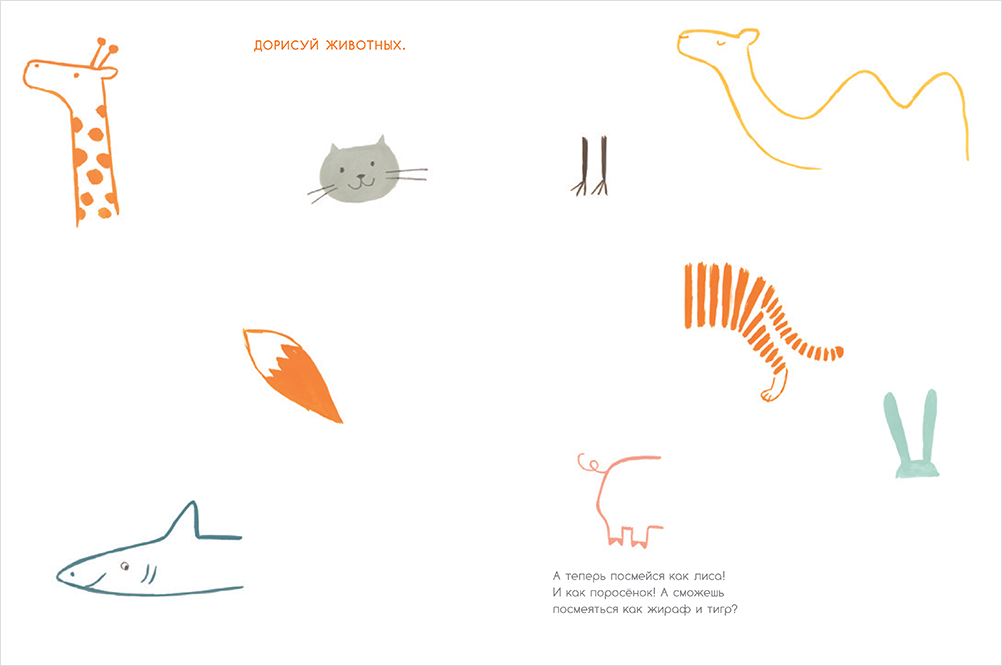 ДОРИСУЙ ЖИВОТНЫХ.
А теперь посмейся как лиса!
И как поросёнок! А сможешь
посмеяться как жираф и тигр?